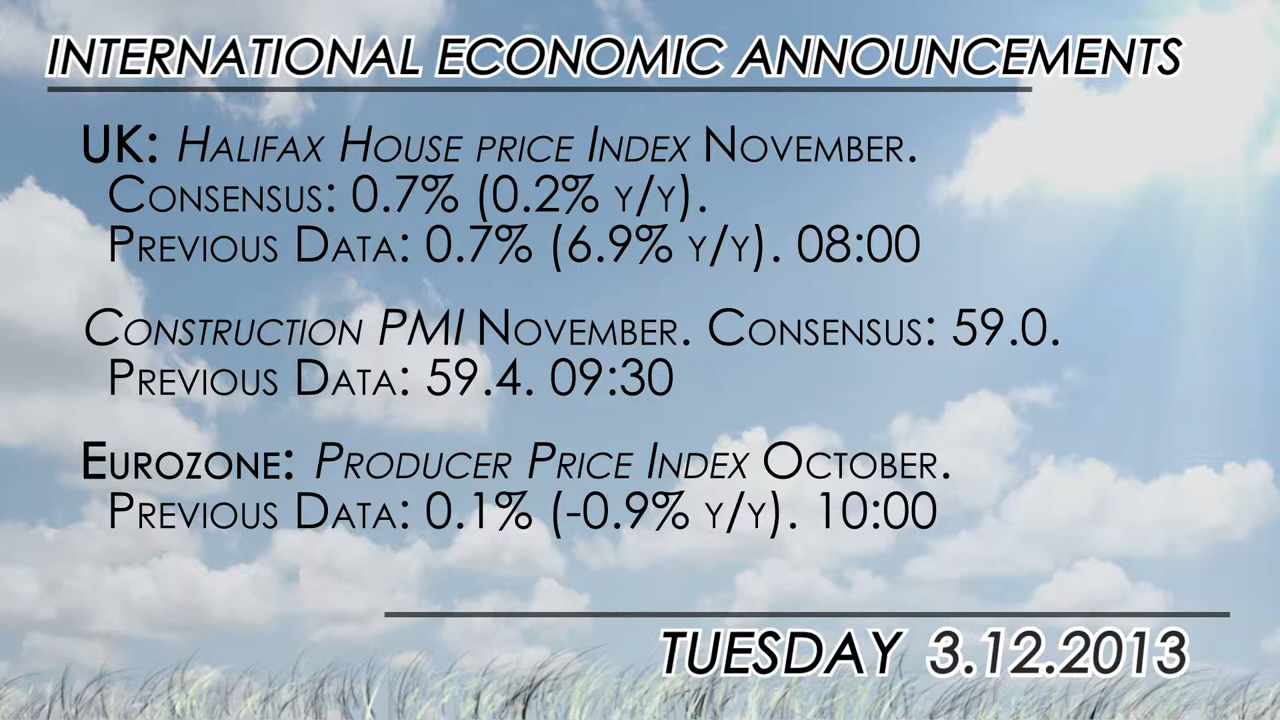 INTERNATIONAL ECONOMIC ANNOUNCEMENTS
UK: HALIFAX HOUSE PRICE INDEX NOVEMBER.
CONSENSUS: 0.7% (0.2% Y/Y).
PREVIOUS DATA: 0.7% (6.9% Y/Y). 08:00
CONSTRUCTION PMI NOVEMBER. CONSENSUS: 59.0.
PREVIOUS DATA: 59.4. 09:30
EUROZONE: PRODUCER PRICE INDEX OCTOBER.
PREVIOUS DATA: 0.1% (-0.9% Y/Y). 10:00
TUESDAY 3.12.2013